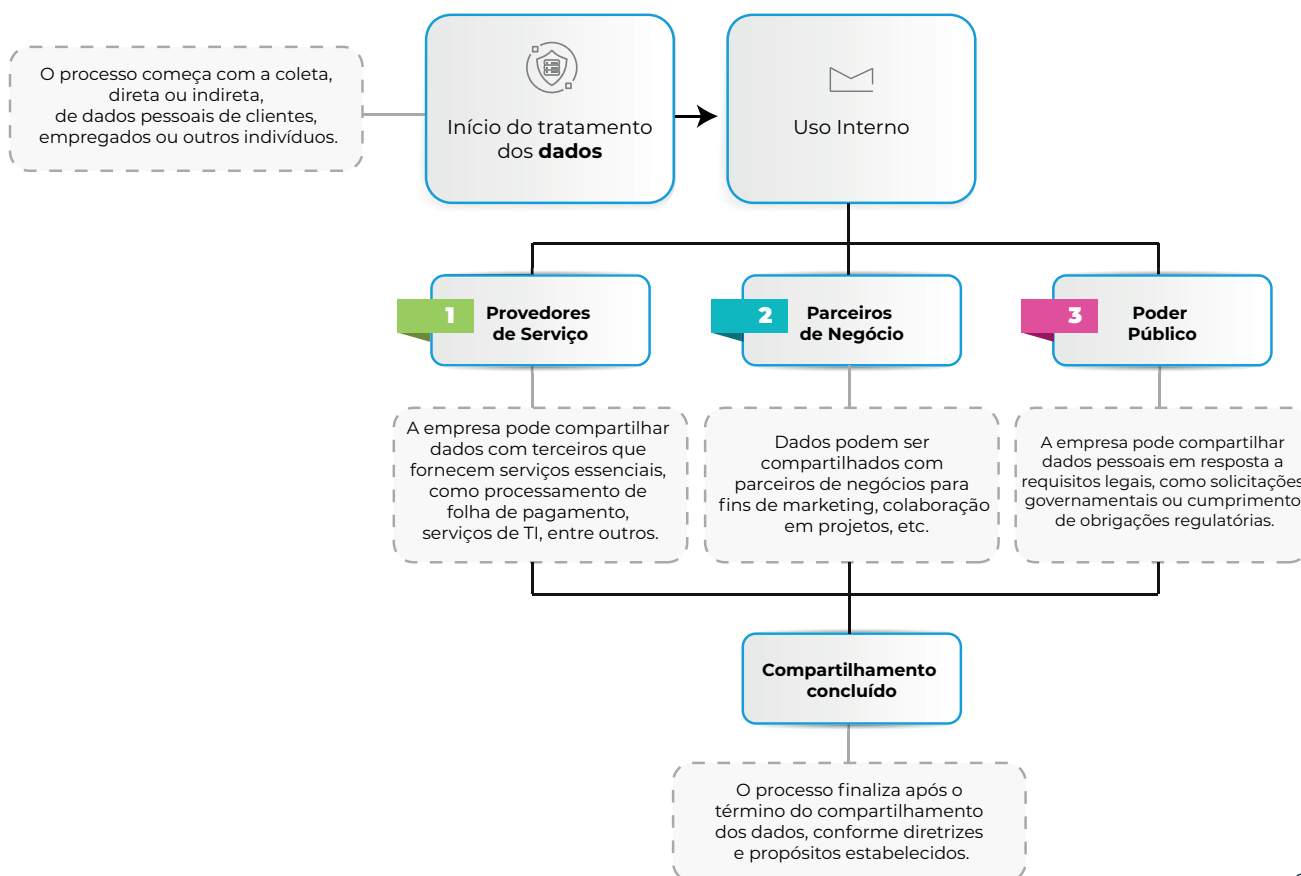 O processo começa com a coleta,
direta ou indireta,
de dados pessoais de clientes,
empregados ou outros indivíduos.
Início do tratamento
dos dados
Uso Interno
1
Provedores
de Serviço
2
Parceiros
de Negócio
3
Poder
Público
A empresa pode compartilhar
dados com terceiros que
fornecem serviços essenciais,
como processamento de
folha de pagamento,
serviços de TI, entre outros.
Dados podem ser
compartilhados com
parceiros de negócios para
fins de marketing, colaboração
em projetos, etc.
A empresa pode compartilhar
dados pessoais em resposta a
requisitos legais, como solicitações
governamentais ou cumprimento
de obrigações regulatórias.
Compartilhamento
concluído
O processo finaliza após o
término do compartilhamento
dos dados, conforme diretrizes
e propósitos estabelecidos.